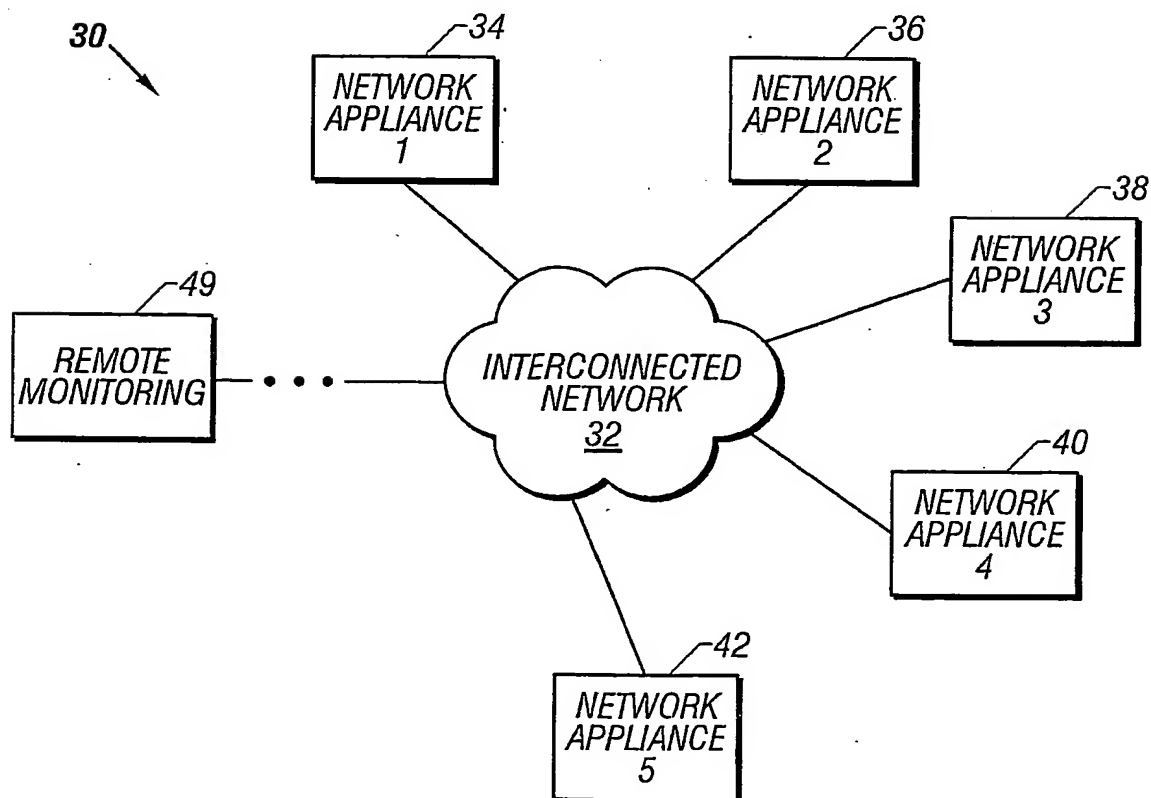 30
34
NETWORK
APPLIANCE
1
36
NETWORK
APPLIANCE
2
38
NETWORK
APPLIANCE
3
49
REMOTE
MONITORING
INTERCONNECTED
NETWORK
32
40
NETWORK
APPLIANCE
4
42
NETWORK
APPLIANCE
5